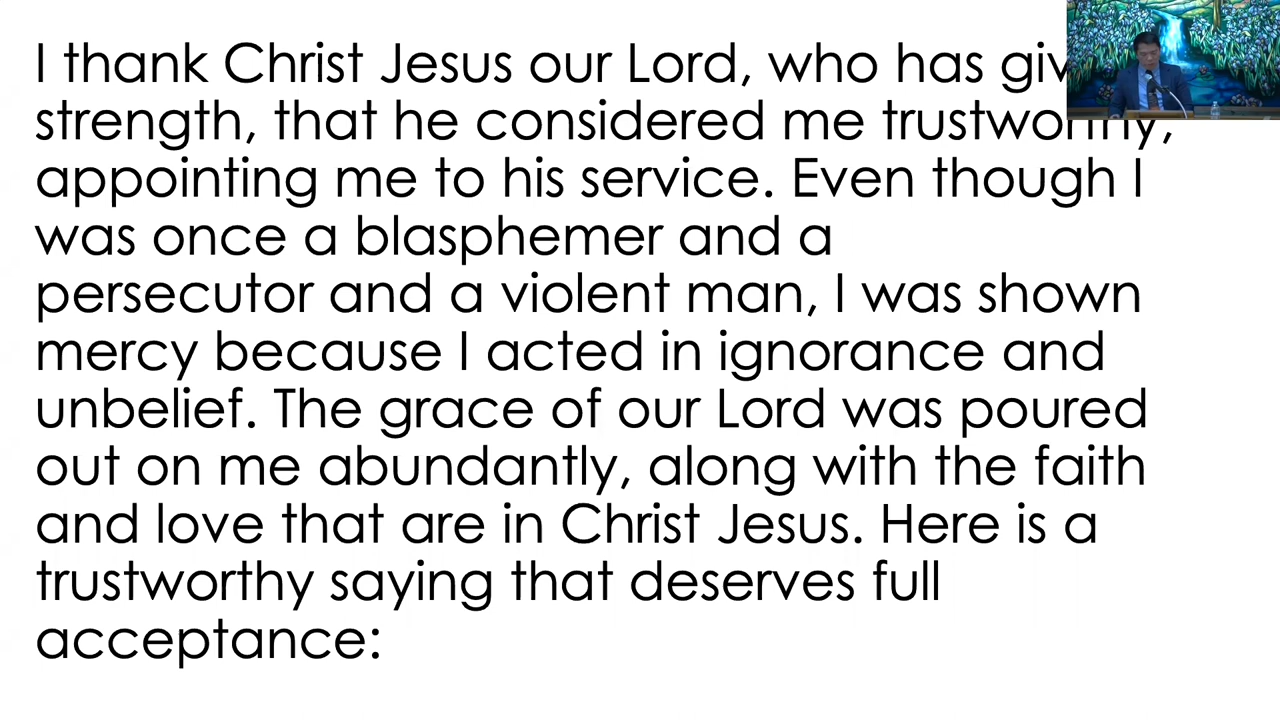 I thank Christ Jesus our Lord, who has
strength, that he considered me trustworthy,
appointing me to his service. Even though I
was once a blasphemer and a
persecutor and a violent man, I was shown
mercy because I acted in ignorance and
unbelief. The grace of our Lord was poured
out on me abundantly, along with the faith
and love that are in Christ Jesus. Here is a
trustworthy saying that deserves full
acceptance: